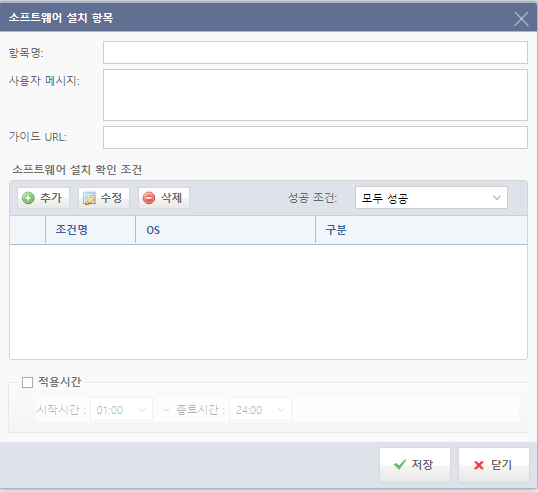 소프트웨어 설치 항목
항목명:
사용자 메시지:
가이드 URL:
소프트웨어 설치 확인 조건
추가 수정 삭제 성공 조건: 모두 성공
조건명 OS 구분
적용시간
시작시간 : 01:00 ~ 종료시간 : 24:00
저장 닫기